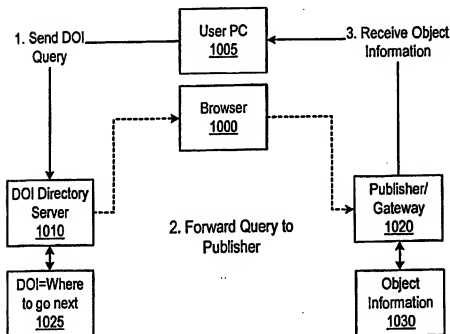 1. Send DOI
Query
User PC
1005
3. Receive Object
Information
Browser
1000
DOI Directory
Server
1010
2. Forward Query to
Publisher
Publisher/
Gateway
1020
DOI=Where
to go next
1025
Object
Information
1030